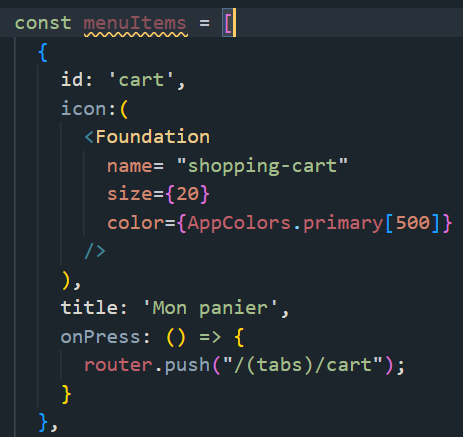 const menuItems = [
{
id: 'cart',
icon:(
<Foundation
name= "shopping-cart"
size={20}
color={AppColors.primary[500]}
/>
),
title: 'Mon panier',
onPress: () => {
router.push("/(tabs)/cart");
}
},